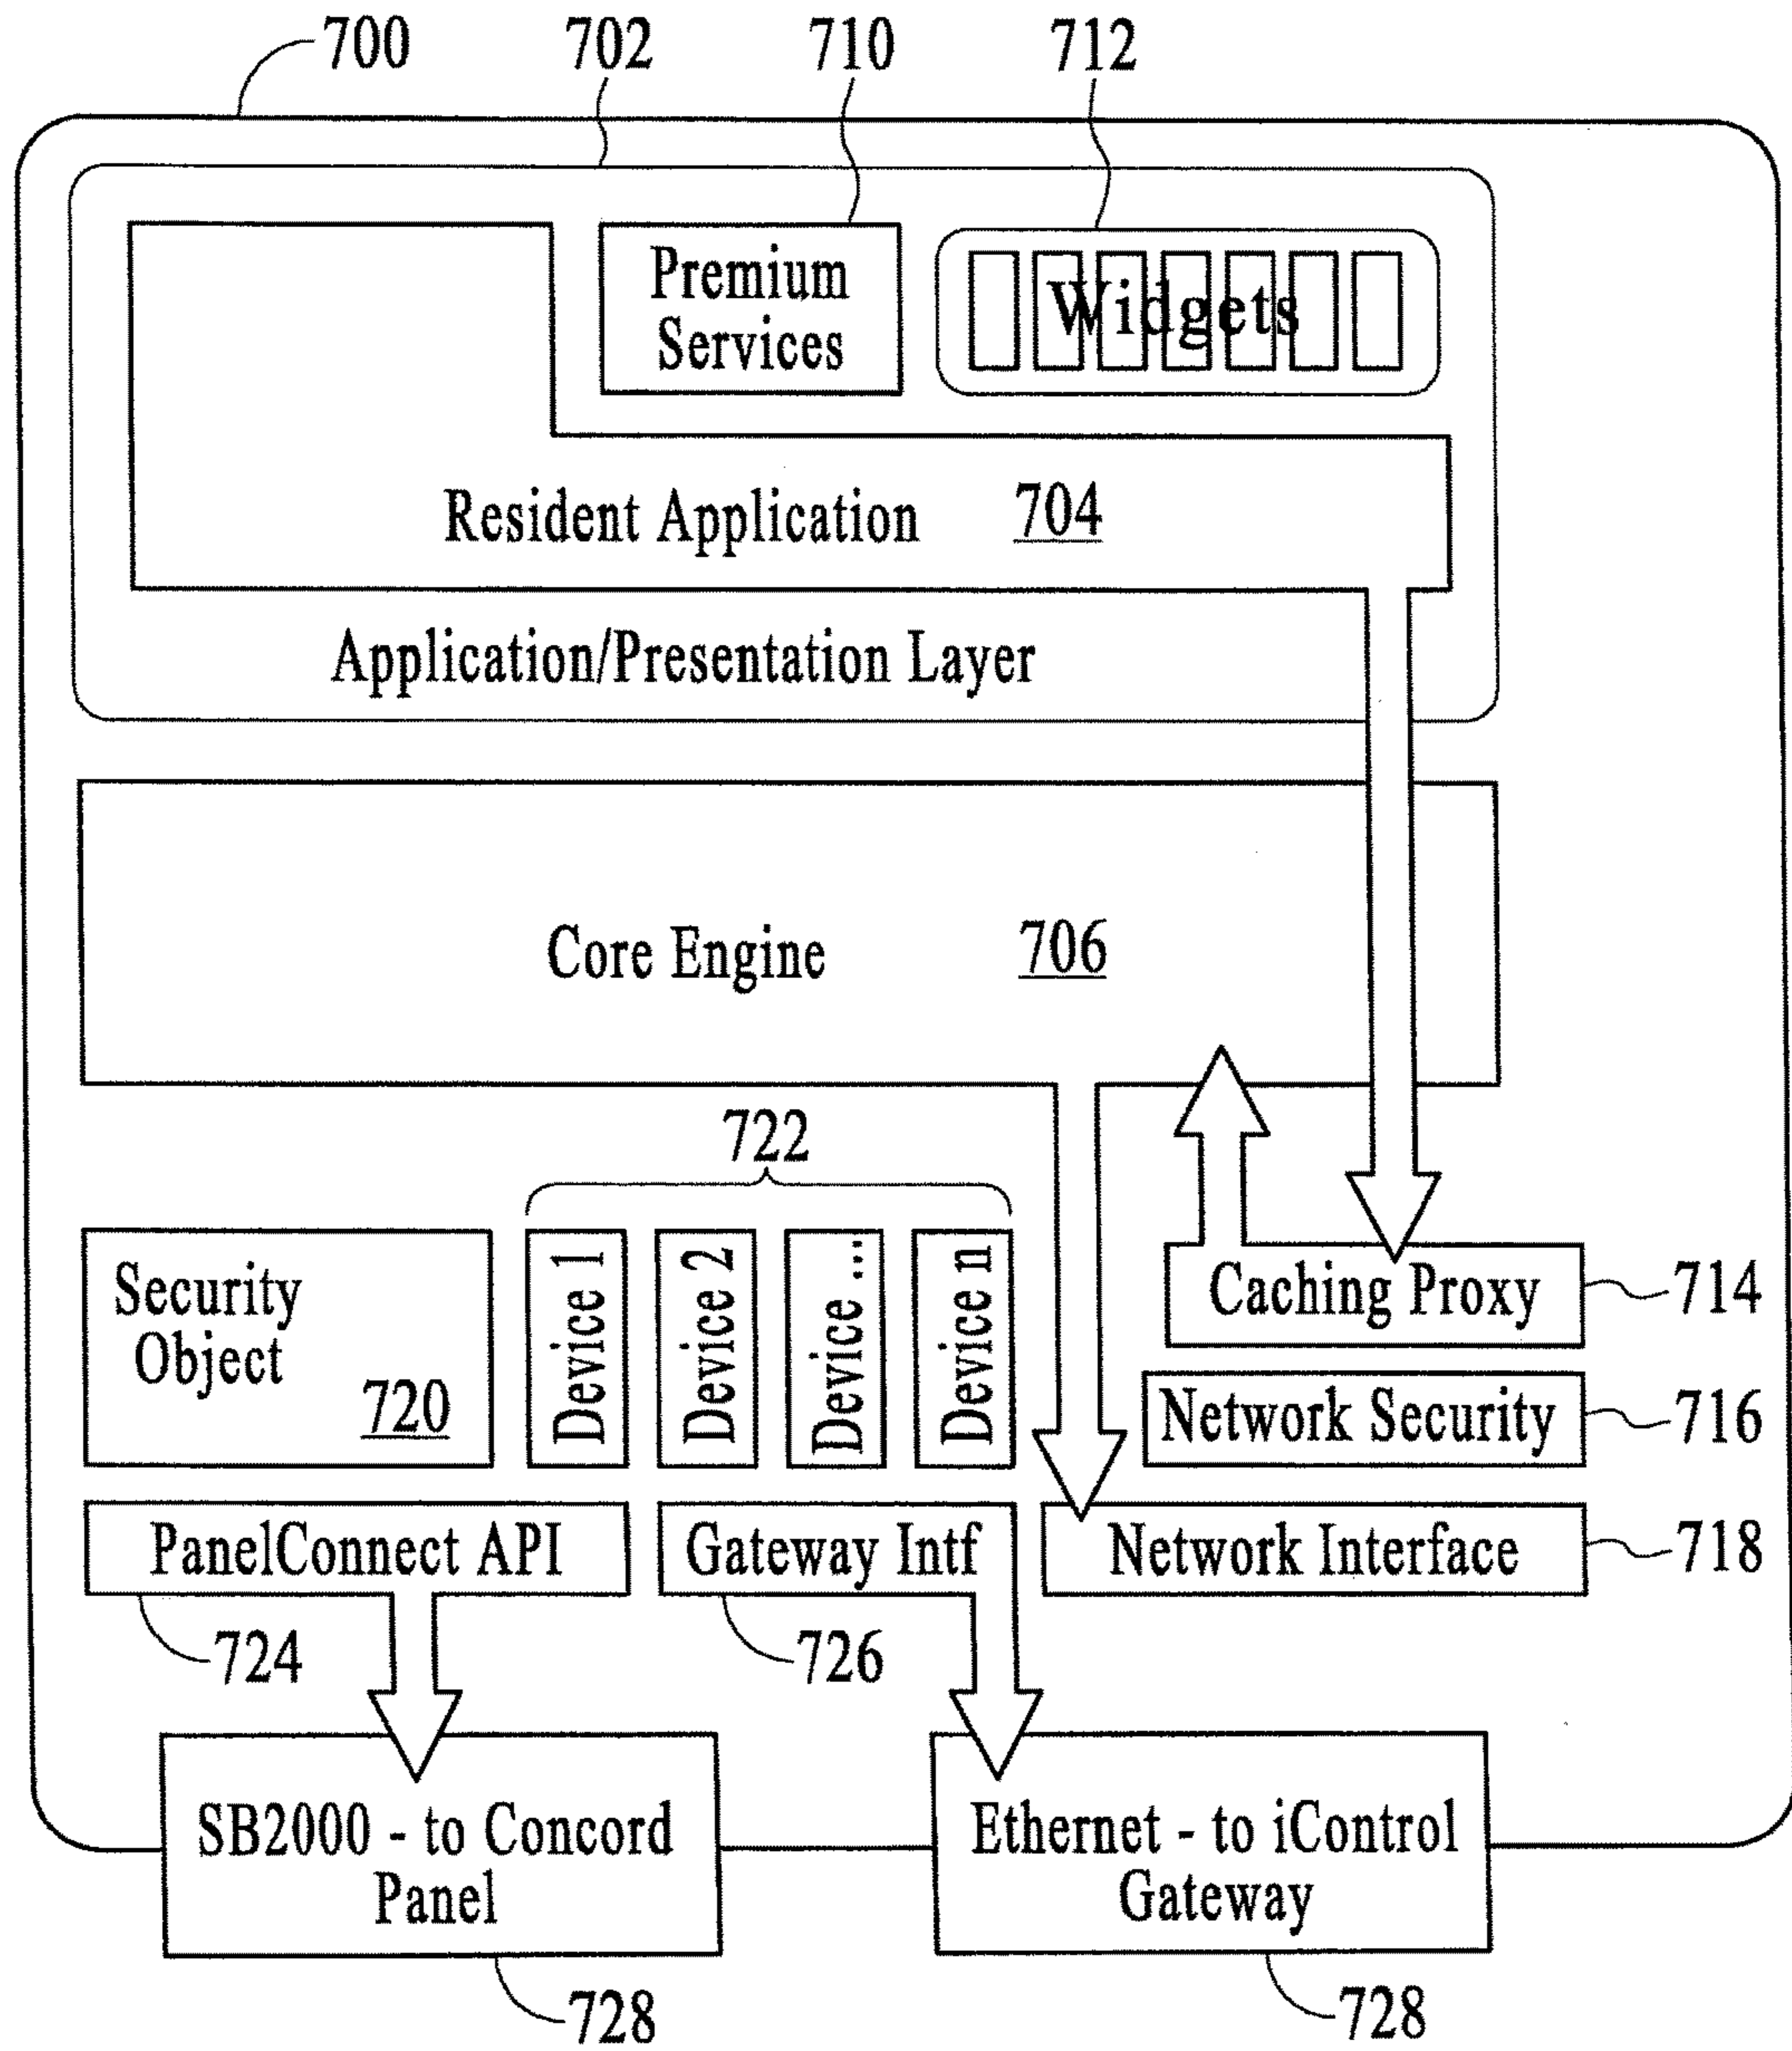 700
702
710
712
Premium
Services
Widgets
Resident Application 704
Application/Presentation Layer
Core Engine 706
722
Security
Object
720
Device 1
Device 2
Device ...
Device n
Caching Proxy
714
Network Security
716
PanelConnect API
Gateway Intf
Network Interface
718
724
726
SB2000 - to Concord
Panel
Ethernet - to iControl
Gateway
728
728